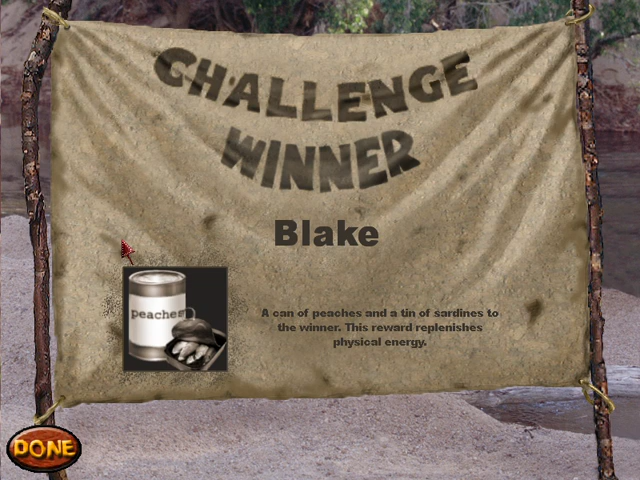 CHALLENGE
WINNER
Blake
peaches
A can of peaches and a tin of sardines to
the winner. This reward replenishes
physical energy.
DONE